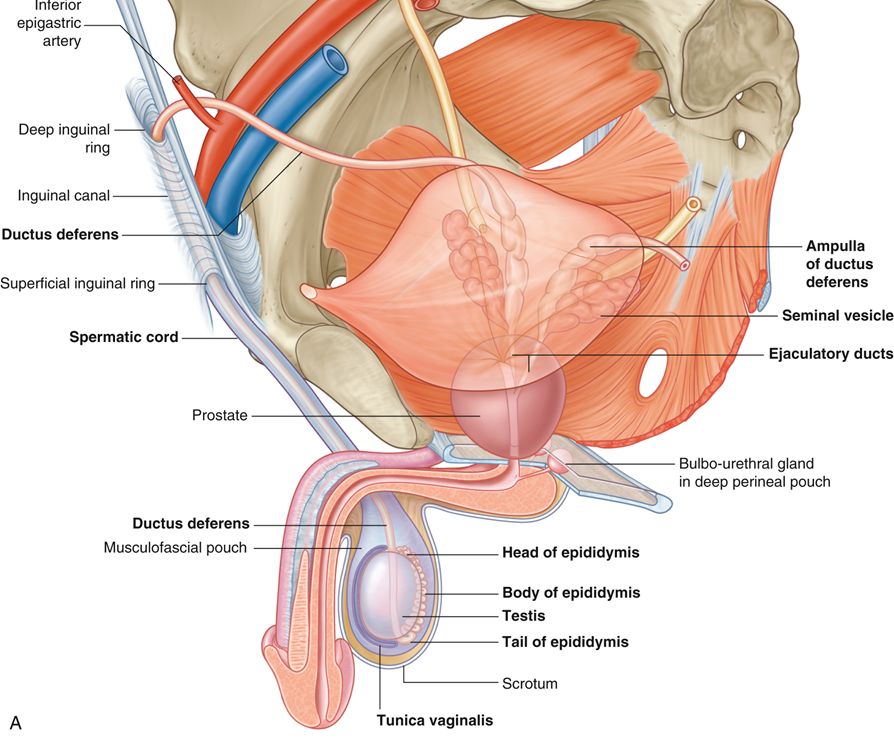 Inferior
epigastric
artery
Deep inguinal
ring
Inguinal canal
Ductus deferens
Superficial inguinal ring
Spermatic cord
Prostate
Ductus deferens
Musculofascial pouch
Ampulla
of ductus
deferens
Seminal vesicle
Ejaculatory ducts
Bulbo-urethral gland
in deep perineal pouch
Head of epididymis
Body of epididymis
Testis
Tail of epididymis
Scrotum
Tunica vaginalis
A